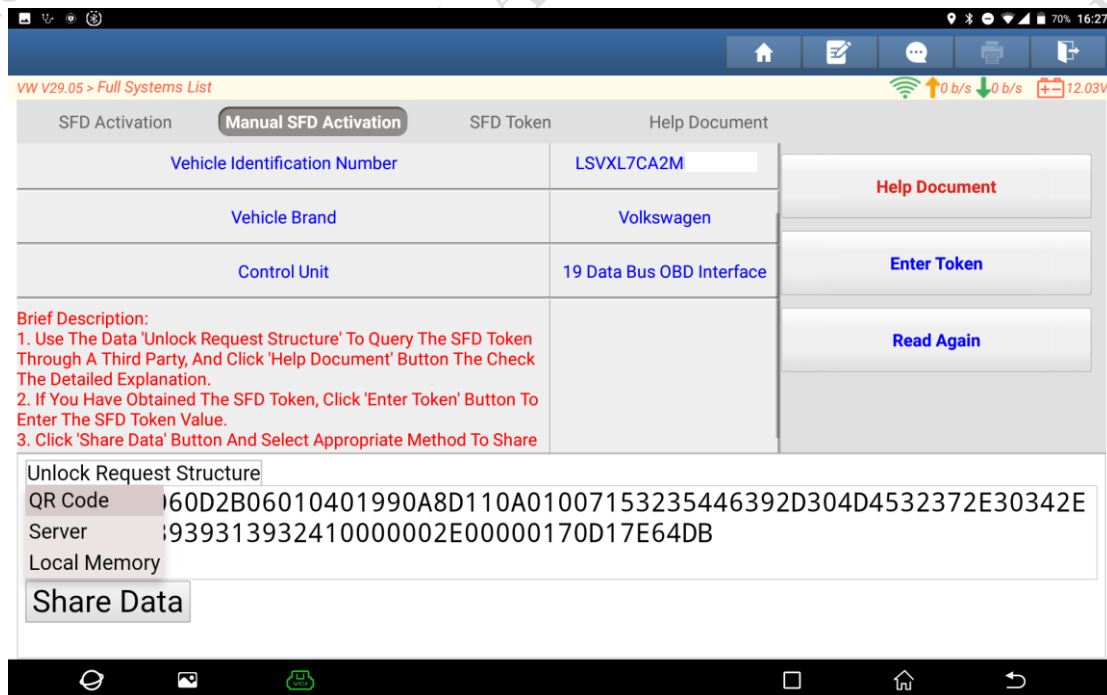 70% 16:27
VW V29.05 > Full Systems List
0 b/s 0 b/s 12.03V
SFD Activation Manual SFD Activation SFD Token Help Document
Vehicle Identification Number LSVXL7CA2M
Help Document
Vehicle Brand Volkswagen
Enter Token
Control Unit 19 Data Bus OBD Interface
Read Again
Brief Description:
1. Use The Data 'Unlock Request Structure' To Query The SFD Token
Through A Third Party, And Click 'Help Document' Button The Check
The Detailed Explanation.
2. If You Have Obtained The SFD Token, Click 'Enter Token' Button To
Enter The SFD Token Value.
3. Click 'Share Data' Button And Select Appropriate Method To Share
Unlock Request Structure
QR Code 060D2B06010401990A8D110A01007153235446392D304D4532372E30342E
Server 3939313932410000002E00000170D17E64DB
Local Memory
Share Data
VCI